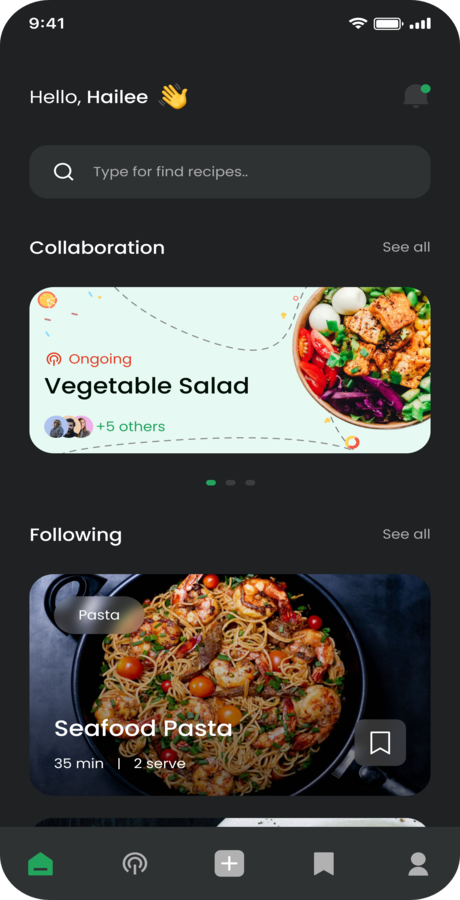 9:41
Hello, Hailee
Type for find recipes..
Collaboration See all
Ongoing
Vegetable Salad
+5 others
Following See all
Pasta
Seafood Pasta
35 min | 2 serve